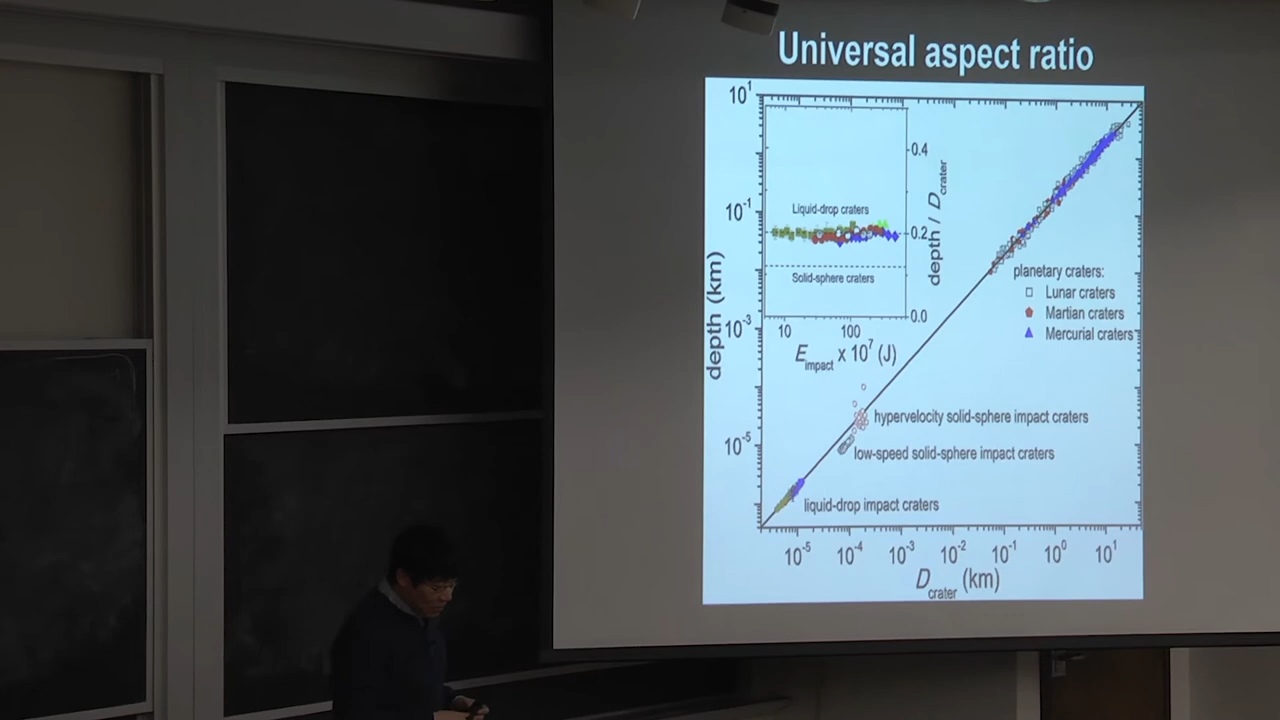 Universal aspect ratio
10¹
10⁻¹
10⁻³
10⁻⁵
depth (km)
Liquid-drop craters
Solid-sphere craters
0.4
0.2
0.0
depth / D_crater
10
100
E_impact x 10⁷ (J)
planetary craters:
Lunar craters
Martian craters
Mercurial craters
hypervelocity solid-sphere impact craters
low-speed solid-sphere impact craters
liquid-drop impact craters
10⁻⁵ 10⁻⁴ 10⁻³ 10⁻² 10⁻¹ 10⁰ 10¹
D_crater (km)